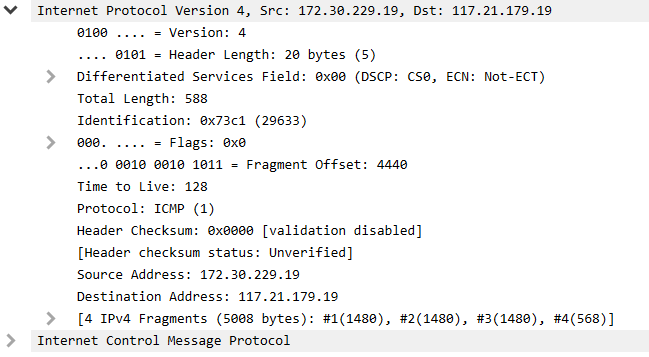 Internet Protocol Version 4, Src: 172.30.229.19, Dst: 117.21.179.19
0100 .... = Version: 4
.... 0101 = Header Length: 20 bytes (5)
Differentiated Services Field: 0x00 (DSCP: CS0, ECN: Not-ECT)
Total Length: 588
Identification: 0x73c1 (29633)
000. .... = Flags: 0x0
...0 0010 0010 1011 = Fragment Offset: 4440
Time to Live: 128
Protocol: ICMP (1)
Header Checksum: 0x0000 [validation disabled]
[Header checksum status: Unverified]
Source Address: 172.30.229.19
Destination Address: 117.21.179.19
[4 IPv4 Fragments (5008 bytes): #1(1480), #2(1480), #3(1480), #4(568)]
Internet Control Message Protocol